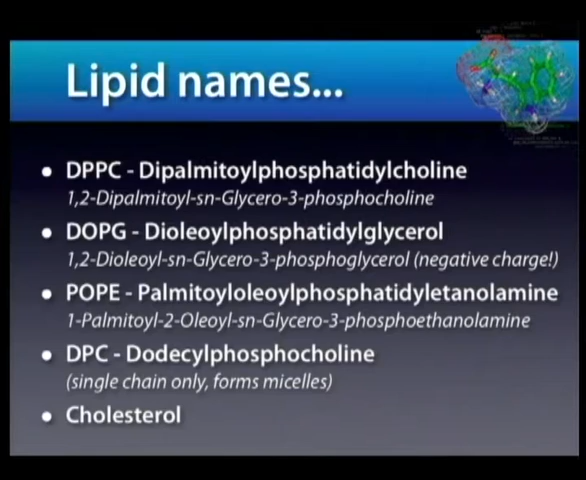 Lipid names...
• DPPC - Dipalmitoylphosphatidylcholine
1,2-Dipalmitoyl-sn-Glycero-3-phosphocholine
• DOPG - Dioleoylphosphatidylglycerol
1,2-Dioleoyl-sn-Glycero-3-phosphoglycerol (negative charge!)
• POPE - Palmitoyloleoylphosphatidyletanolamine
1-Palmitoyl-2-Oleoyl-sn-Glycero-3-phosphoethanolamine
• DPC - Dodecylphosphocholine
(single chain only, forms micelles)
• Cholesterol